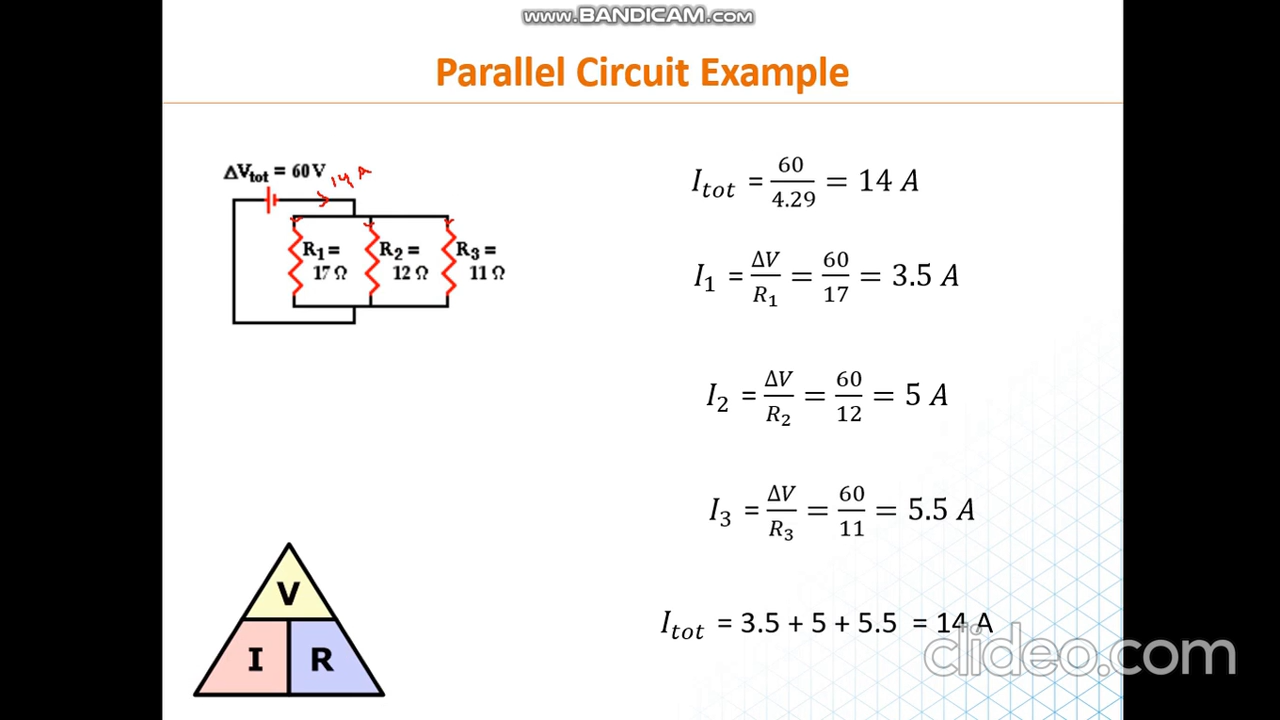 www.BANDICAM.com
Parallel Circuit Example
ΔVtot = 60 V
14 A
R1 = 17 Ω
R2 = 12 Ω
R3 = 11 Ω
Itot = 60/4.29 = 14 A
I1 = ΔV/R1 = 60/17 = 3.5 A
I2 = ΔV/R2 = 60/12 = 5 A
I3 = ΔV/R3 = 60/11 = 5.5 A
Itot = 3.5 + 5 + 5.5 = 14 A
V
I R
clideo.com